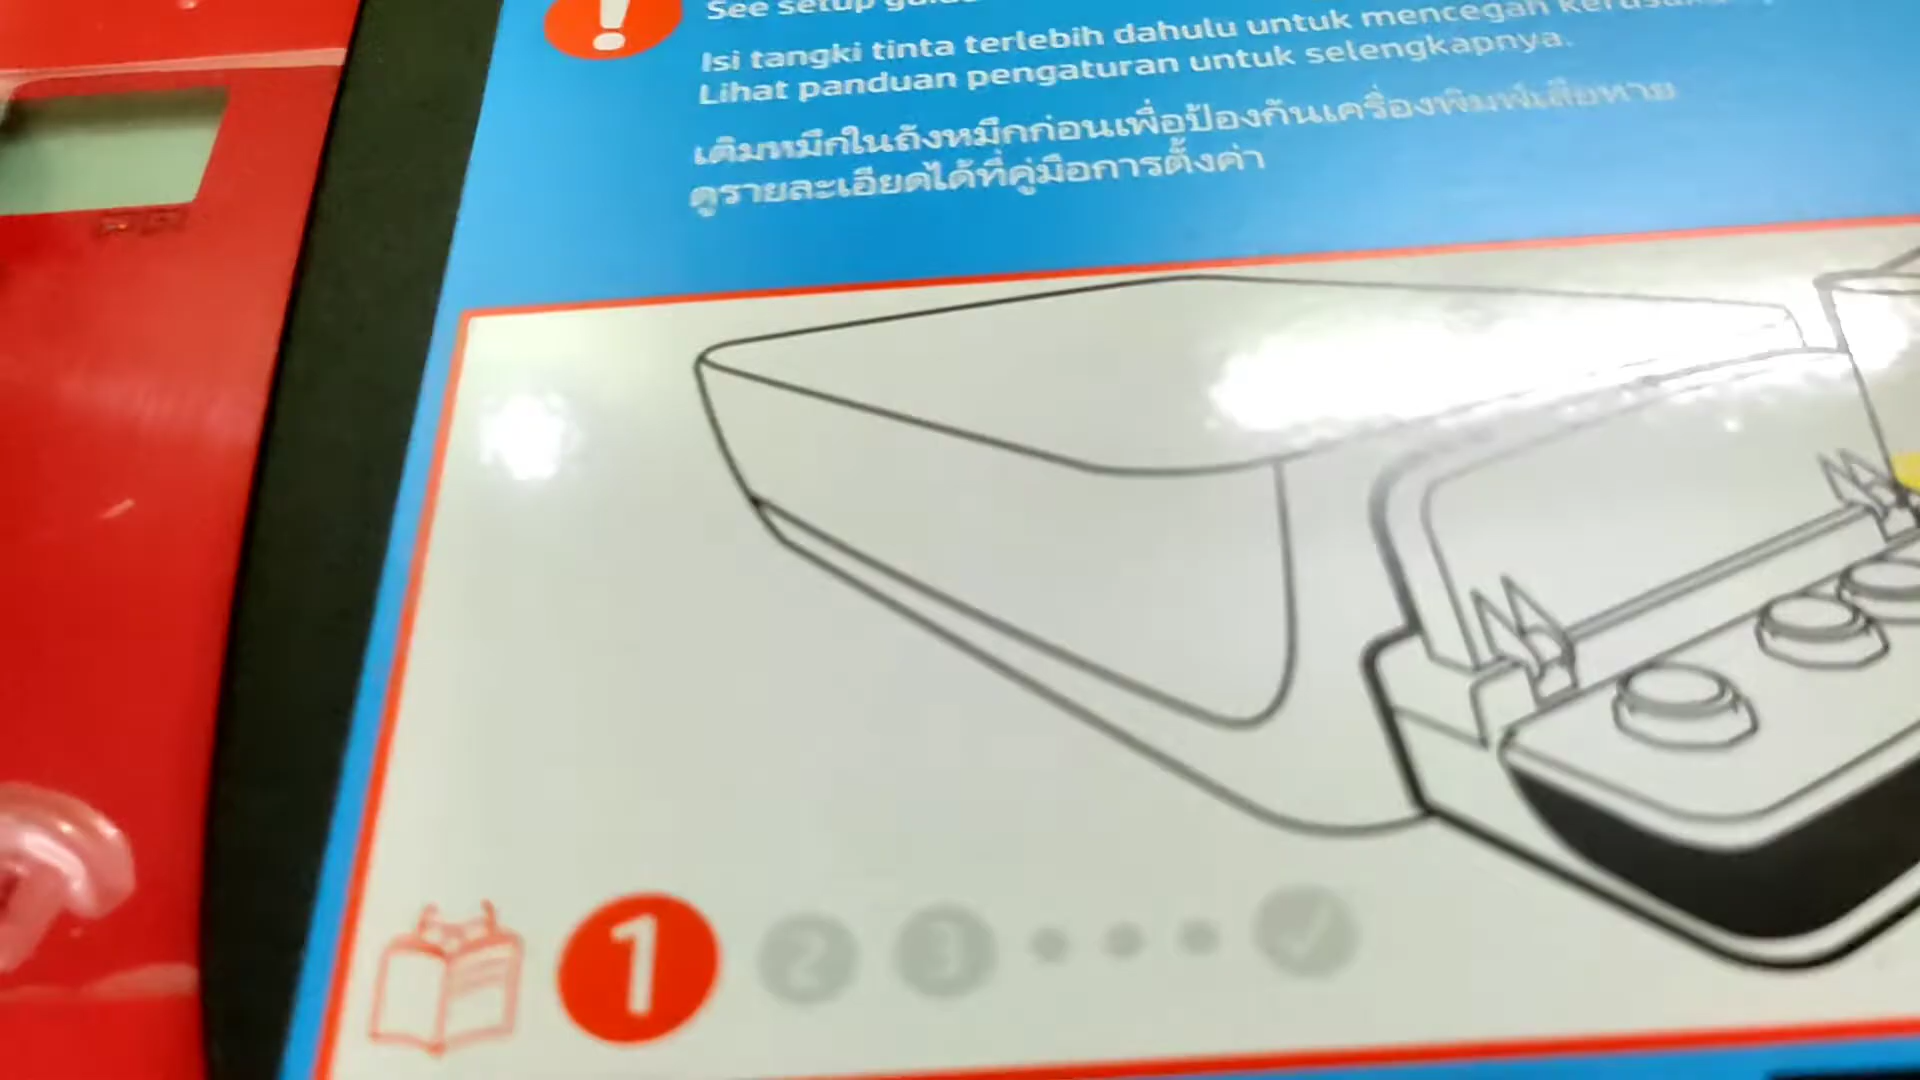 !
See setup
Isi tangki tinta terlebih dahulu untuk mencegah
Lihat panduan pengaturan untuk selengkapnya.
เติมหมึกในถังหมึกก่อนเพื่อป้องกันเครื่องพิมพ์เสียหาย
ดูรายละเอียดได้ที่คู่มือการตั้งค่า
1 2 3